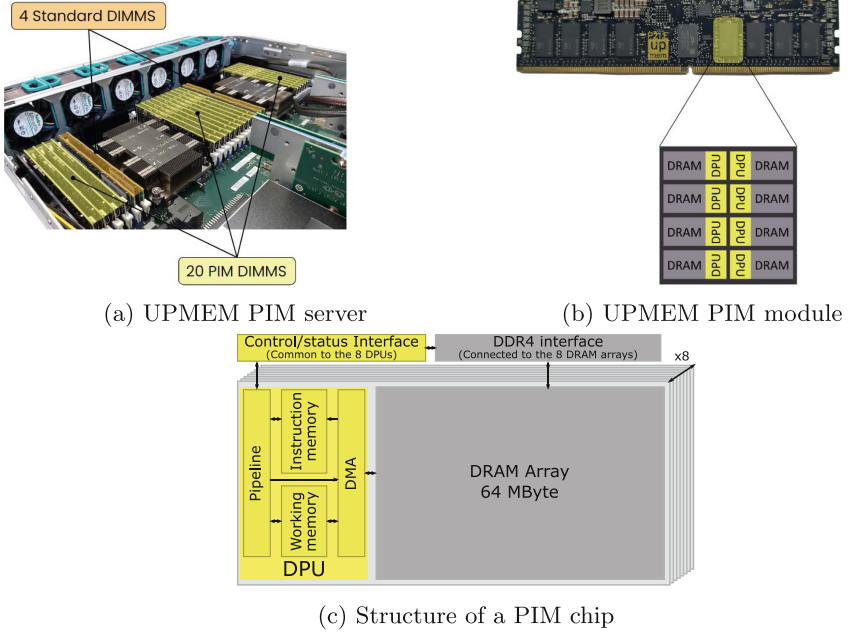 4 Standard DIMMS
20 PIM DIMMS
(a) UPMEM PIM server
up
mem
DRAM DPU DPU DRAM
DRAM DPU DPU DRAM
DRAM DPU DPU DRAM
DRAM DPU DPU DRAM
(b) UPMEM PIM module
Control/status Interface
(Common to the 8 DPUs)
DDR4 interface
(Connected to the 8 DRAM arrays)
x8
Pipeline
Instruction
memory
Working
memory
DMA
DPU
DRAM Array
64 MByte
(c) Structure of a PIM chip